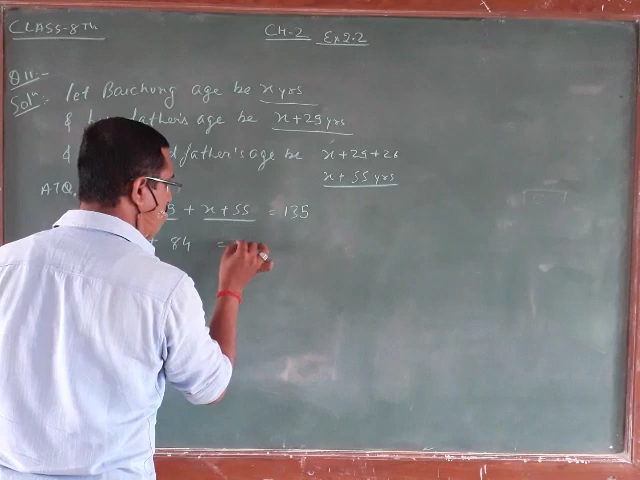 CLASS-8TH
CH-2 Ex 2.2
Q11:-
Solⁿ:- let Baichung age be x yrs
& father's age be x+29 yrs
& father's age be x+29+26
x+55 yrs
ATQ,
+ x+55 = 135
+ 84 =